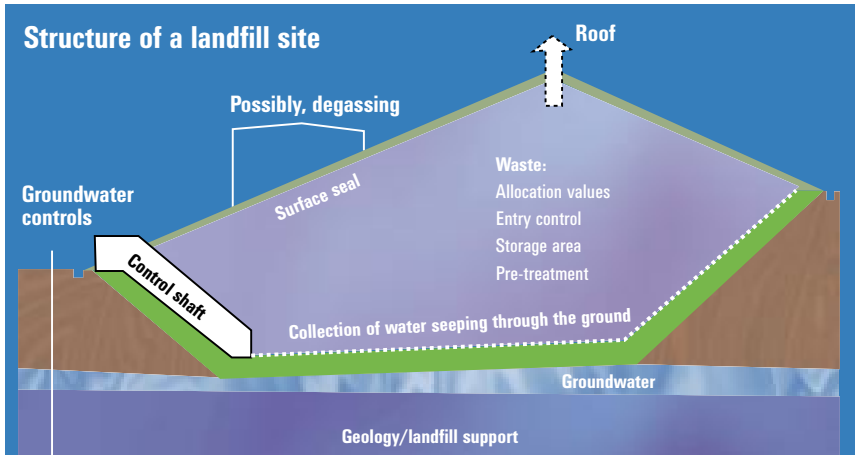 Structure of a landfill site
Roof
Possibly, degassing
Waste:
Allocation values
Entry control
Storage area
Pre-treatment
Surface seal
Groundwater
controls
Control shaft
Collection of water seeping through the ground
Groundwater
Geology/landfill support